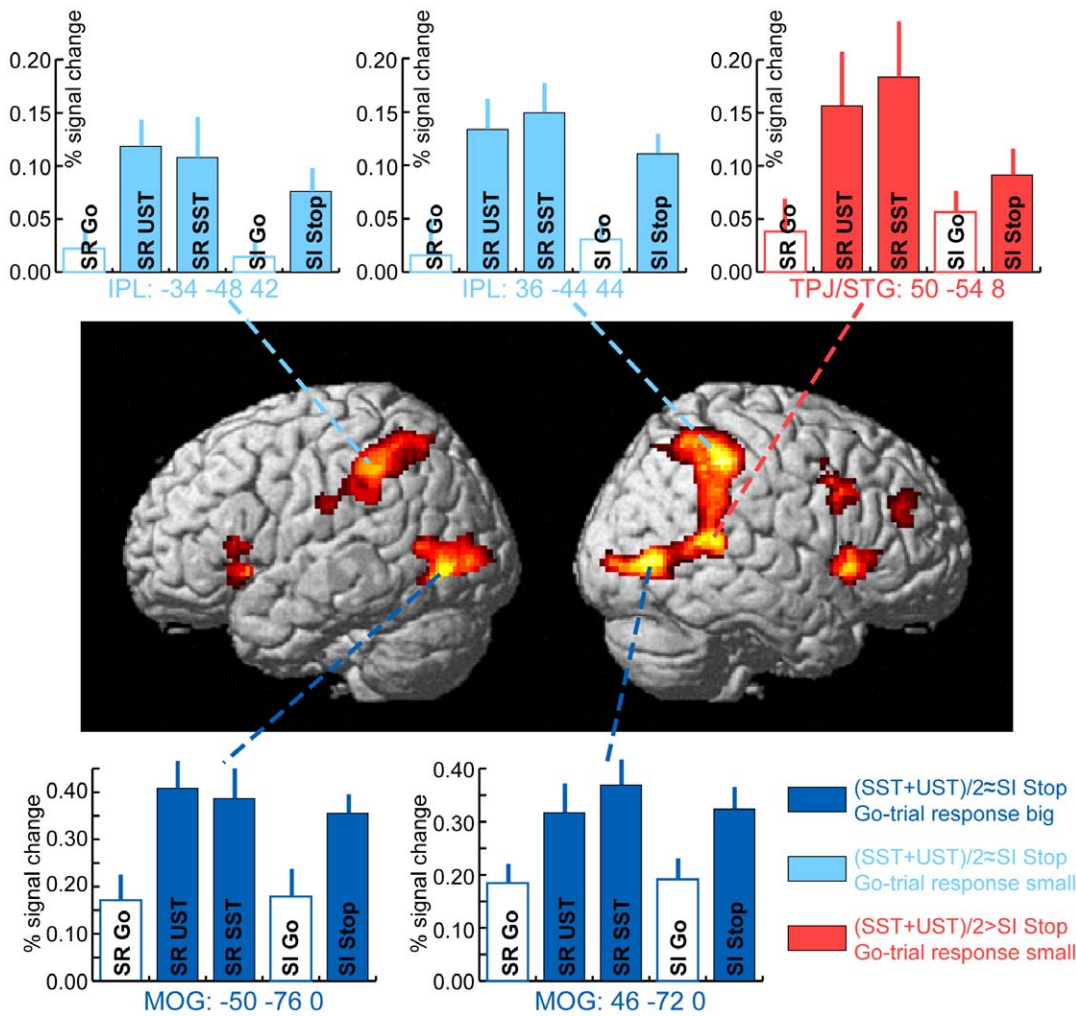 % signal change
0.20
0.15
0.10
0.05
0.00
SR Go
SR UST
SR SST
SI Go
SI Stop
IPL: -34 -48 42
% signal change
0.20
0.15
0.10
0.05
0.00
SR Go
SR UST
SR SST
SI Go
SI Stop
IPL: 36 -44 44
% signal change
0.20
0.15
0.10
0.05
0.00
SR Go
SR UST
SR SST
SI Go
SI Stop
TPJ/STG: 50 -54 8
% signal change
0.40
0.30
0.20
0.10
0.00
SR Go
SR UST
SR SST
SI Go
SI Stop
MOG: -50 -76 0
% signal change
0.40
0.30
0.20
0.10
0.00
SR Go
SR UST
SR SST
SI Go
SI Stop
MOG: 46 -72 0
(SST+UST)/2≈SI Stop
Go-trial response big
(SST+UST)/2≈SI Stop
Go-trial response small
(SST+UST)/2>SI Stop
Go-trial response small